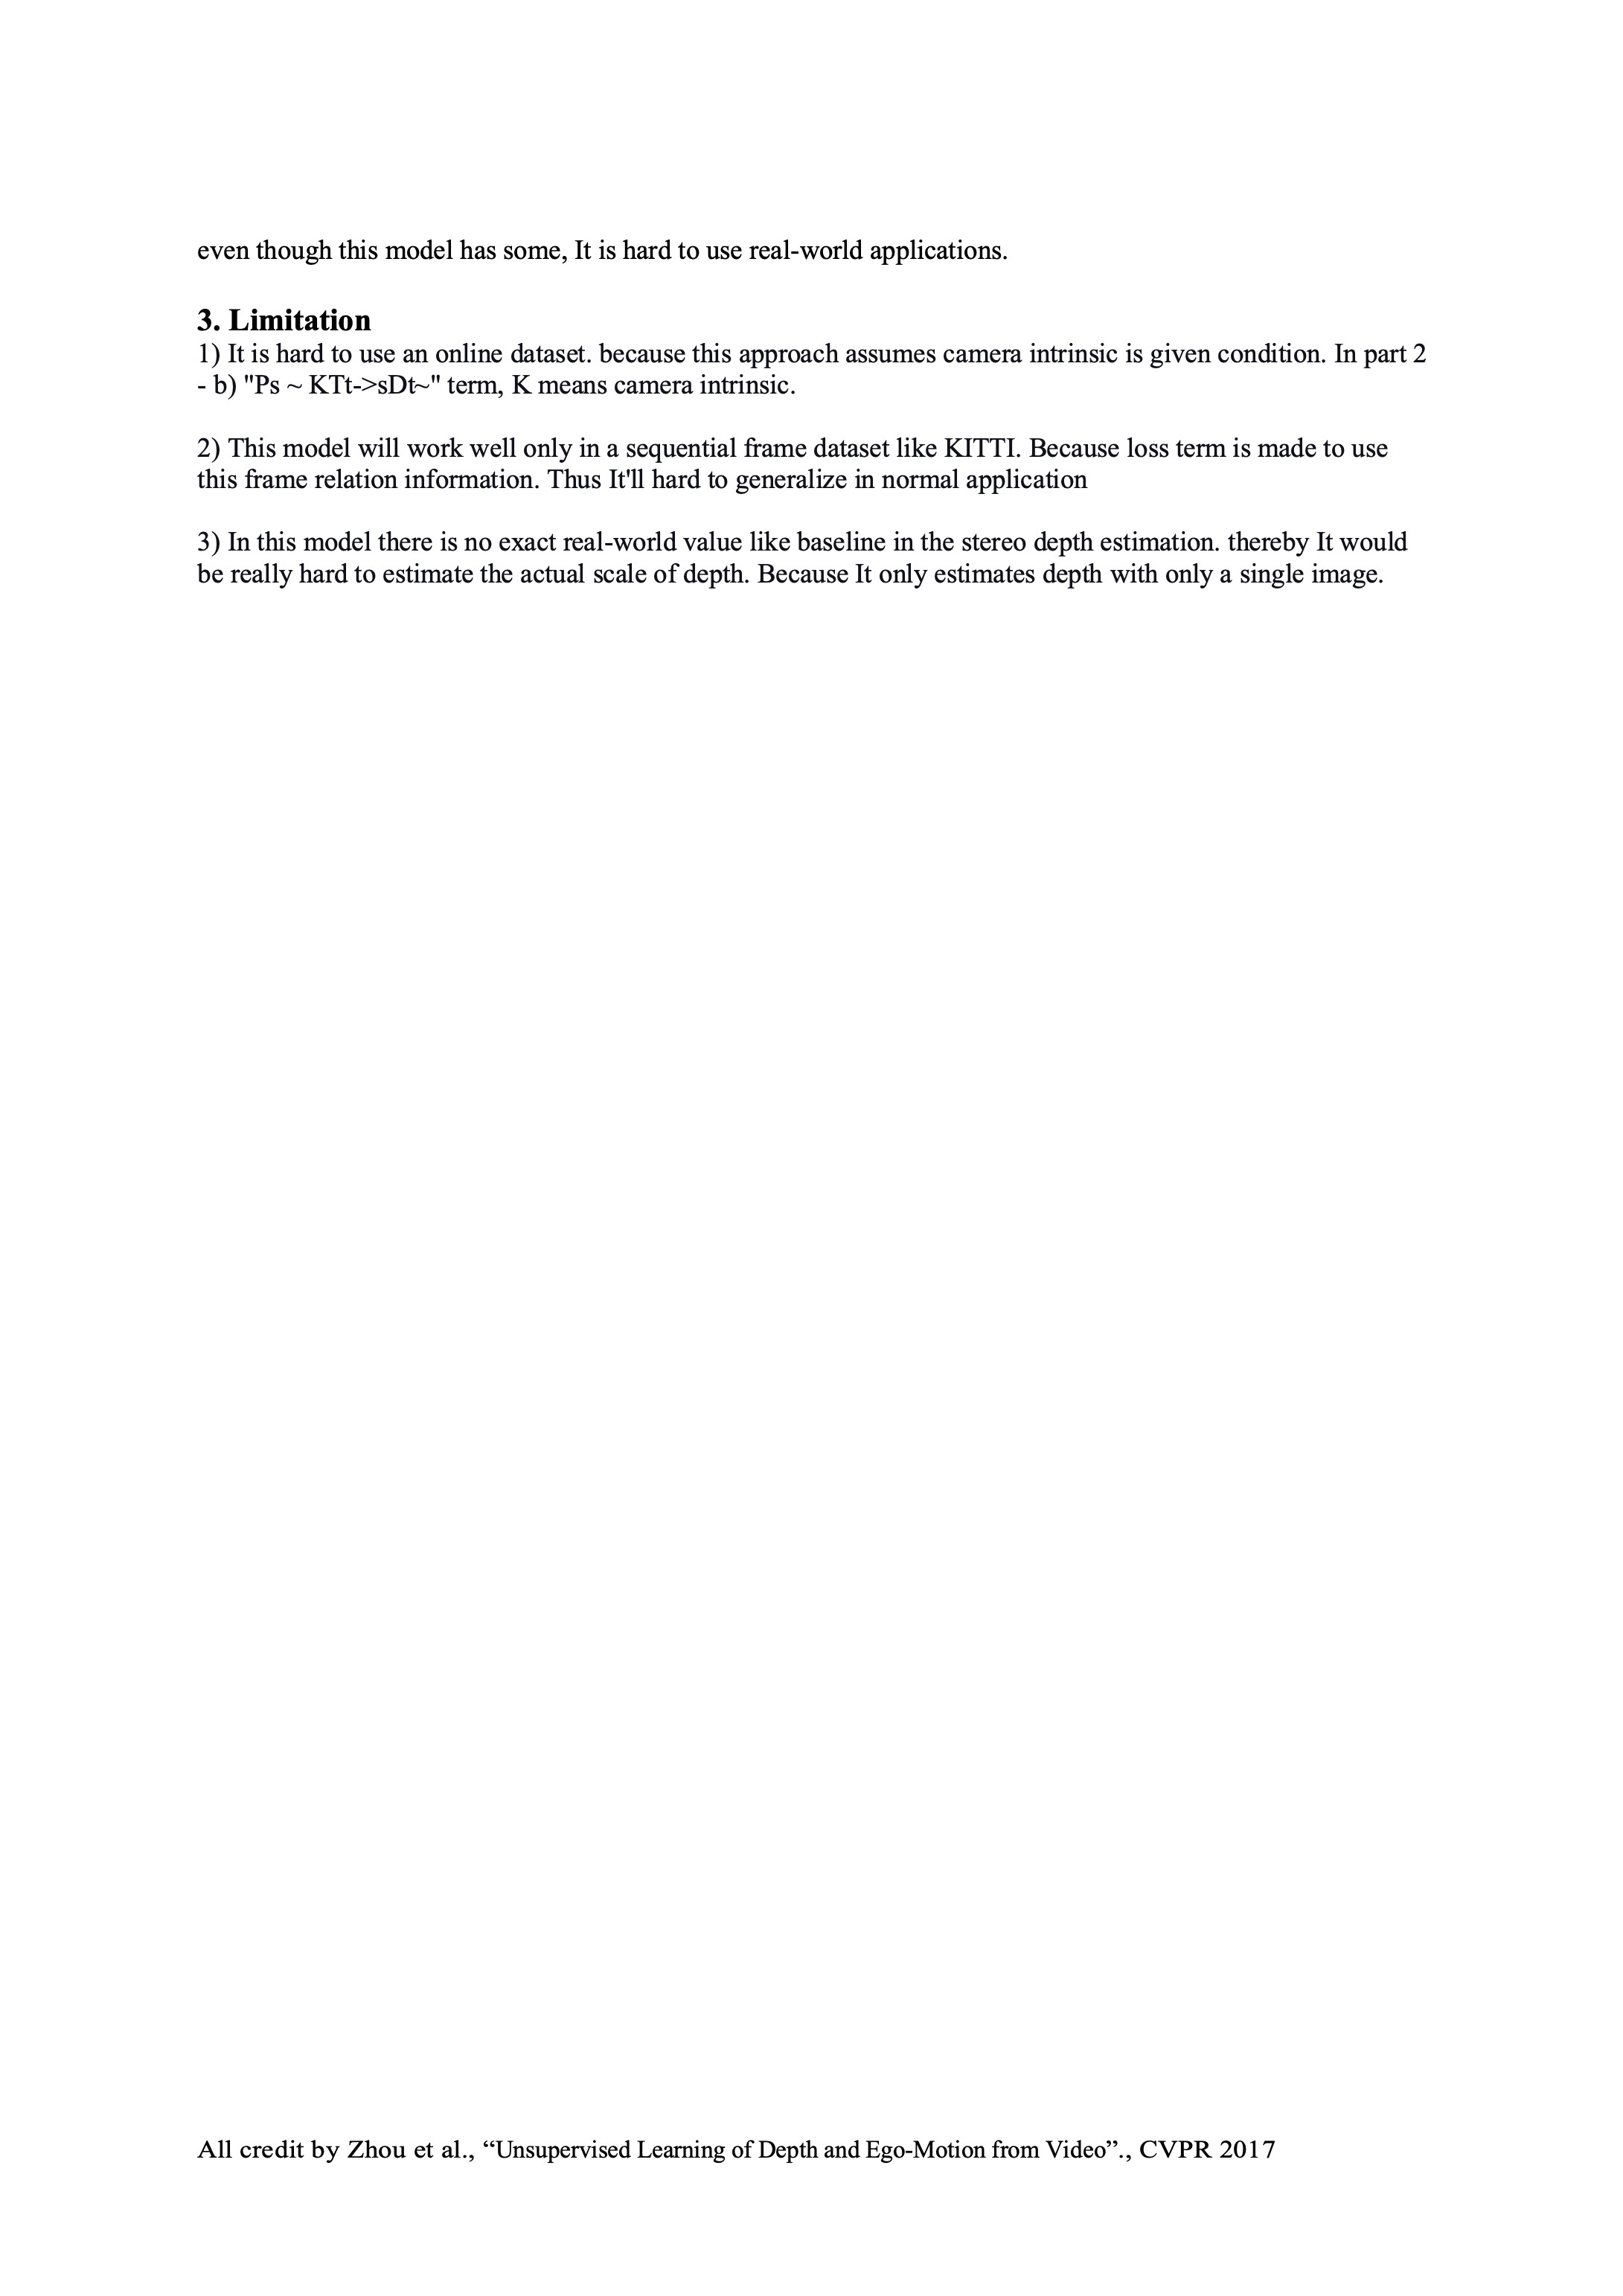 even though this model has some, It is hard to use real-world applications.
3. Limitation
1) It is hard to use an online dataset. because this approach assumes camera intrinsic is given condition. In part 2
- b) "Ps ~ KTt->sDt~" term, K means camera intrinsic.
2) This model will work well only in a sequential frame dataset like KITTI. Because loss term is made to use
this frame relation information. Thus It'll hard to generalize in normal application
3) In this model there is no exact real-world value like baseline in the stereo depth estimation. thereby It would
be really hard to estimate the actual scale of depth. Because It only estimates depth with only a single image.
All credit by Zhou et al., “Unsupervised Learning of Depth and Ego-Motion from Video”., CVPR 2017